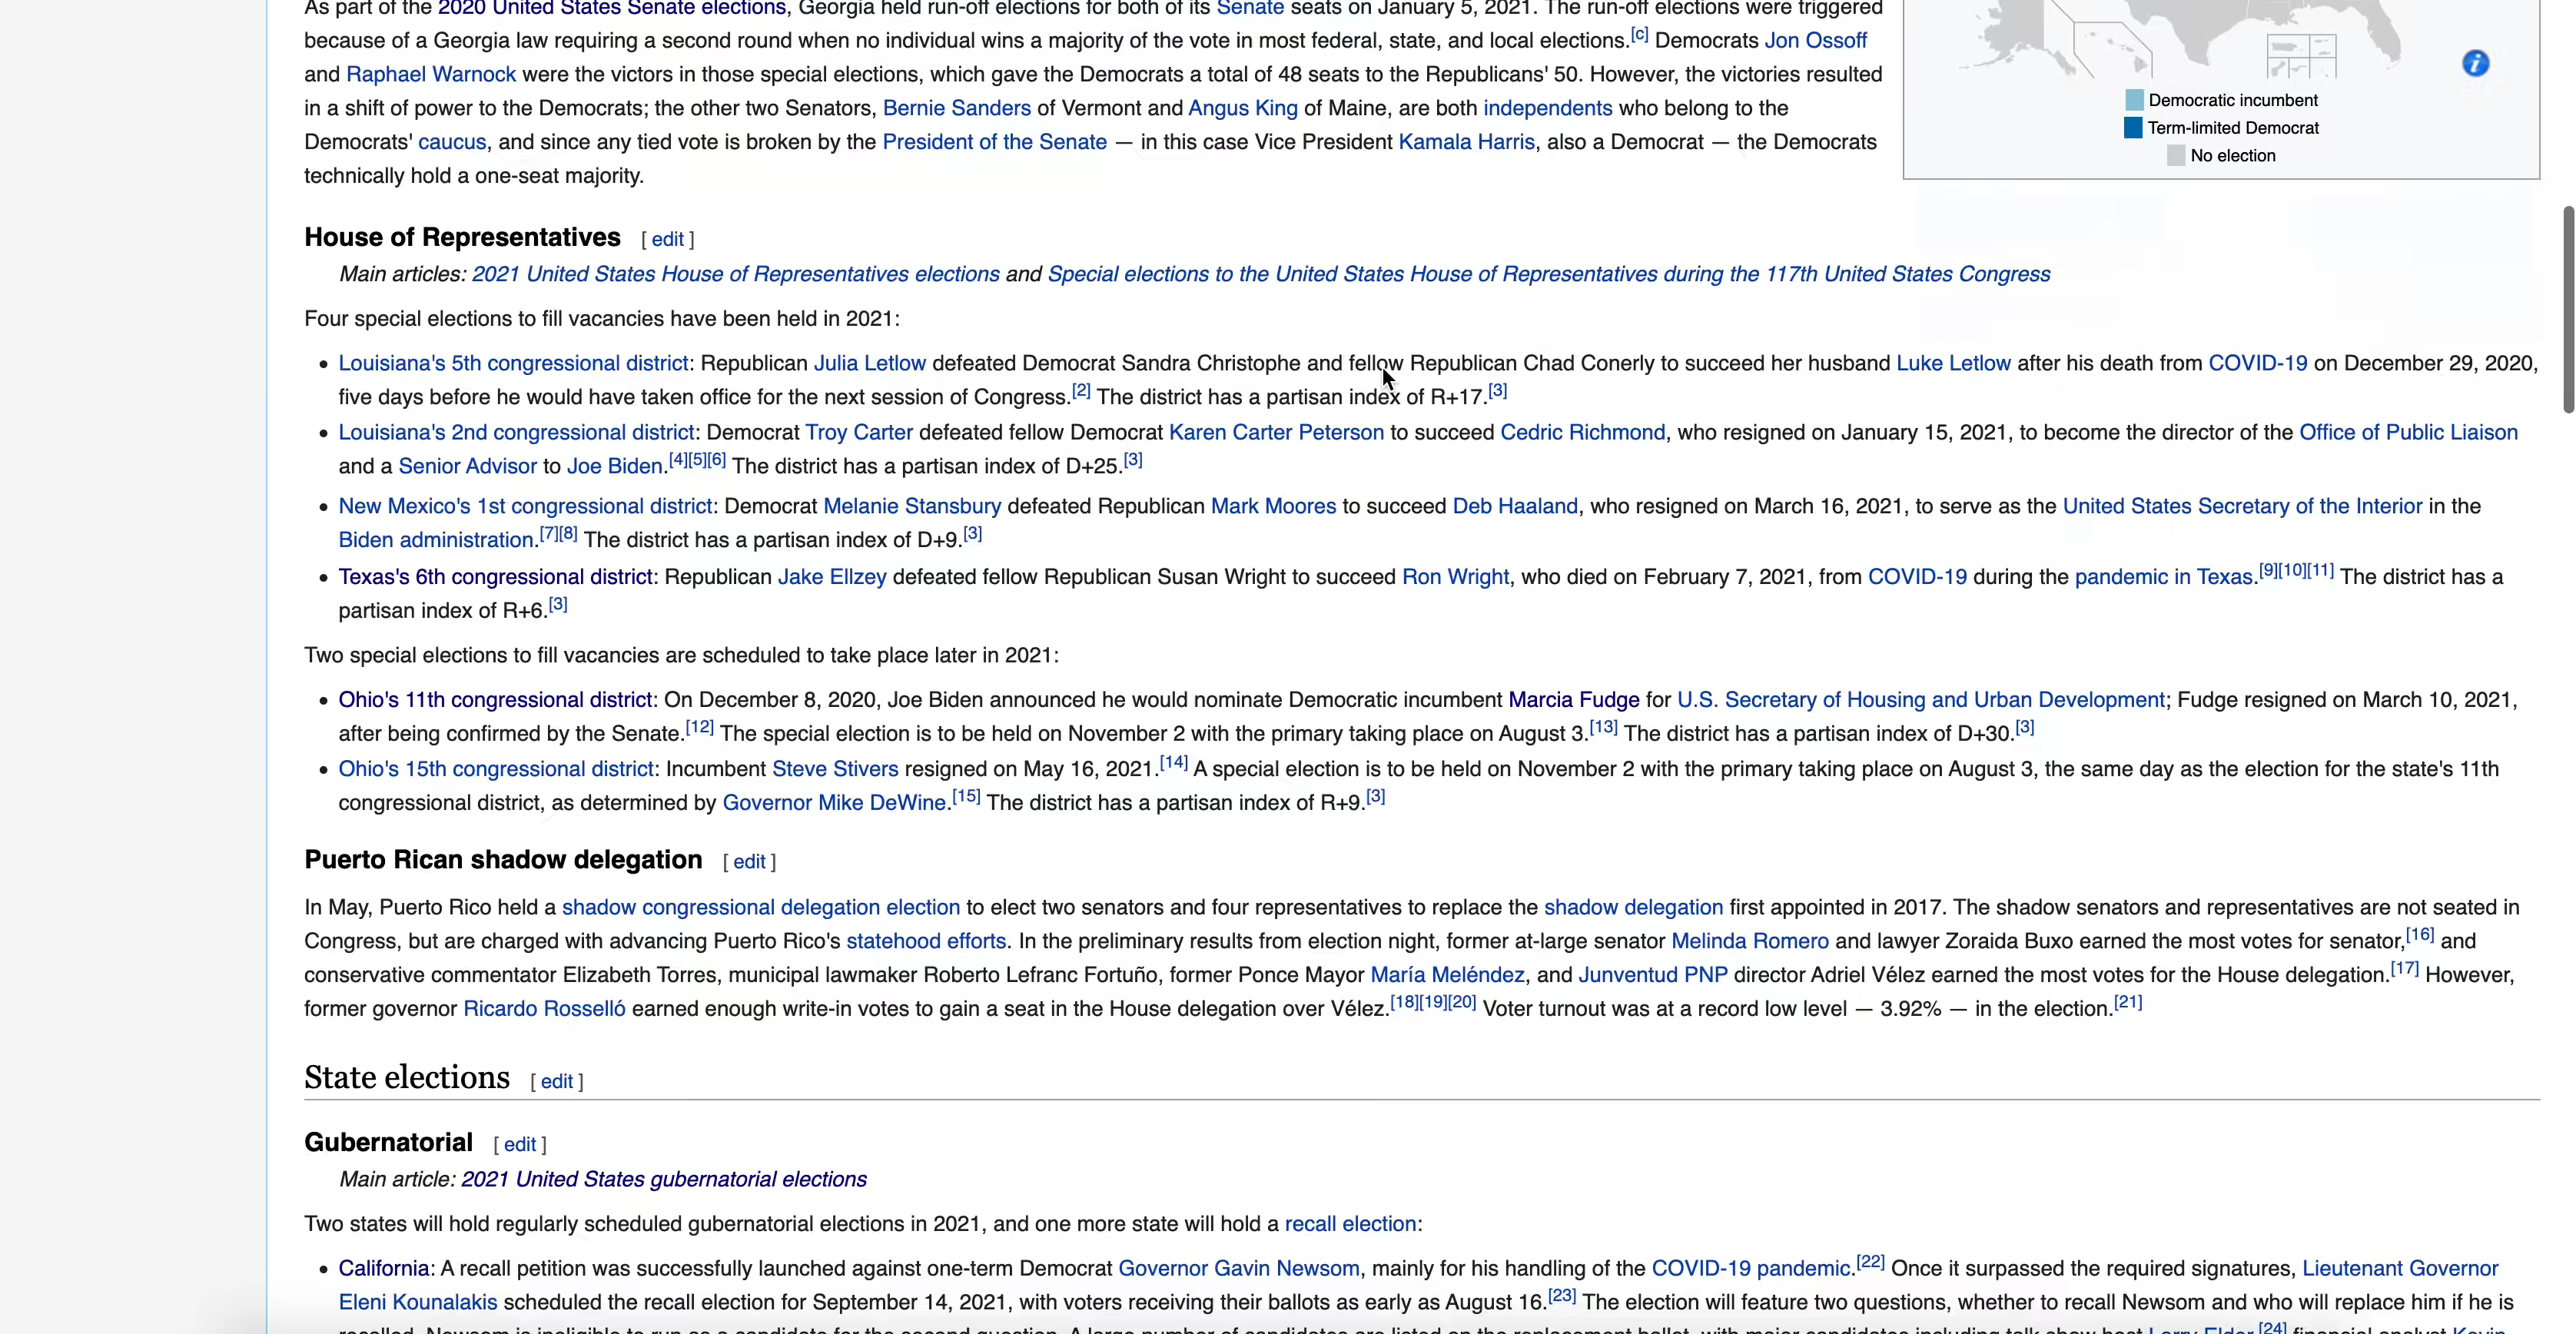 As part of the 2020 United States Senate elections, Georgia held run-off elections for both of its Senate seats on January 5, 2021. The run-off elections were triggered
because of a Georgia law requiring a second round when no individual wins a majority of the vote in most federal, state, and local elections.[c] Democrats Jon Ossoff
and Raphael Warnock were the victors in those special elections, which gave the Democrats a total of 48 seats to the Republicans' 50. However, the victories resulted
in a shift of power to the Democrats; the other two Senators, Bernie Sanders of Vermont and Angus King of Maine, are both independents who belong to the
Democrats' caucus, and since any tied vote is broken by the President of the Senate — in this case Vice President Kamala Harris, also a Democrat — the Democrats
technically hold a one-seat majority.
i
Democratic incumbent
Term-limited Democrat
No election
House of Representatives [ edit ]
Main articles: 2021 United States House of Representatives elections and Special elections to the United States House of Representatives during the 117th United States Congress
Four special elections to fill vacancies have been held in 2021:
• Louisiana's 5th congressional district: Republican Julia Letlow defeated Democrat Sandra Christophe and fellow Republican Chad Conerly to succeed her husband Luke Letlow after his death from COVID-19 on December 29, 2020,
five days before he would have taken office for the next session of Congress.[2] The district has a partisan index of R+17.[3]
• Louisiana's 2nd congressional district: Democrat Troy Carter defeated fellow Democrat Karen Carter Peterson to succeed Cedric Richmond, who resigned on January 15, 2021, to become the director of the Office of Public Liaison
and a Senior Advisor to Joe Biden.[4][5][6] The district has a partisan index of D+25.[3]
• New Mexico's 1st congressional district: Democrat Melanie Stansbury defeated Republican Mark Moores to succeed Deb Haaland, who resigned on March 16, 2021, to serve as the United States Secretary of the Interior in the
Biden administration.[7][8] The district has a partisan index of D+9.[3]
• Texas's 6th congressional district: Republican Jake Ellzey defeated fellow Republican Susan Wright to succeed Ron Wright, who died on February 7, 2021, from COVID-19 during the pandemic in Texas.[9][10][11] The district has a
partisan index of R+6.[3]
Two special elections to fill vacancies are scheduled to take place later in 2021:
• Ohio's 11th congressional district: On December 8, 2020, Joe Biden announced he would nominate Democratic incumbent Marcia Fudge for U.S. Secretary of Housing and Urban Development; Fudge resigned on March 10, 2021,
after being confirmed by the Senate.[12] The special election is to be held on November 2 with the primary taking place on August 3.[13] The district has a partisan index of D+30.[3]
• Ohio's 15th congressional district: Incumbent Steve Stivers resigned on May 16, 2021.[14] A special election is to be held on November 2 with the primary taking place on August 3, the same day as the election for the state's 11th
congressional district, as determined by Governor Mike DeWine.[15] The district has a partisan index of R+9.[3]
Puerto Rican shadow delegation [ edit ]
In May, Puerto Rico held a shadow congressional delegation election to elect two senators and four representatives to replace the shadow delegation first appointed in 2017. The shadow senators and representatives are not seated in
Congress, but are charged with advancing Puerto Rico's statehood efforts. In the preliminary results from election night, former at-large senator Melinda Romero and lawyer Zoraida Buxo earned the most votes for senator,[16] and
conservative commentator Elizabeth Torres, municipal lawmaker Roberto Lefranc Fortuño, former Ponce Mayor María Meléndez, and Junventud PNP director Adriel Vélez earned the most votes for the House delegation.[17] However,
former governor Ricardo Rosselló earned enough write-in votes to gain a seat in the House delegation over Vélez.[18][19][20] Voter turnout was at a record low level — 3.92% — in the election.[21]
State elections [ edit ]
Gubernatorial [ edit ]
Main article: 2021 United States gubernatorial elections
Two states will hold regularly scheduled gubernatorial elections in 2021, and one more state will hold a recall election:
• California: A recall petition was successfully launched against one-term Democrat Governor Gavin Newsom, mainly for his handling of the COVID-19 pandemic.[22] Once it surpassed the required signatures, Lieutenant Governor
Eleni Kounalakis scheduled the recall election for September 14, 2021, with voters receiving their ballots as early as August 16.[23] The election will feature two questions, whether to recall Newsom and who will replace him if he is
recalled. Newsom is ineligible to run as a candidate for the second question. A large number of candidates are listed on the replacement ballot, with major candidates including talk show host Larry Elder,[24] financial analyst Kevin